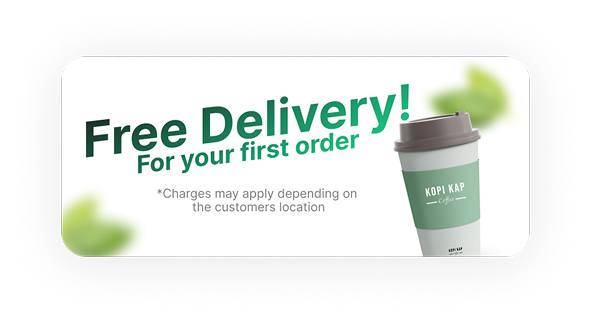 Free Delivery!
For your first order
*Charges may apply depending on
the customers location
KOPI KAP
Coffee
KOPI KAP